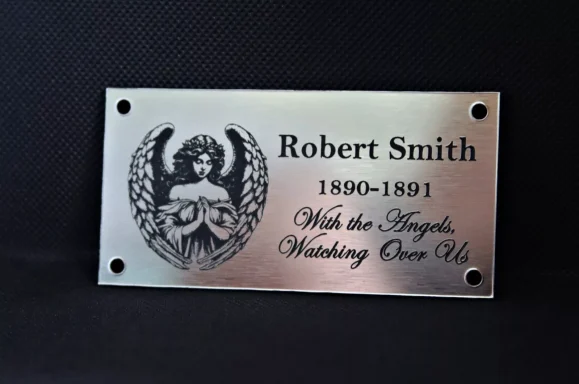 Robert Smith
1890-1891
With the Angels,
Watching Over Us